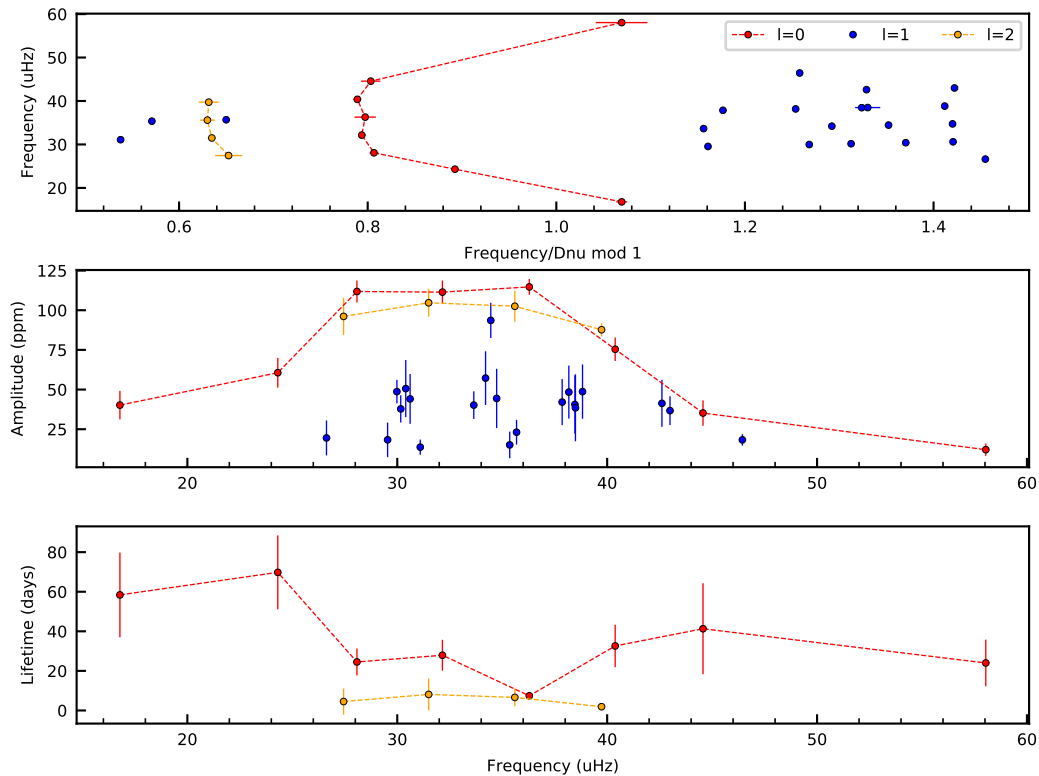 60
50
40
30
20
Frequency (uHz)
l=0 l=1 l=2
0.6 0.8 1.0 1.2 1.4
Frequency/Dnu mod 1
125
100
75
50
25
Amplitude (ppm)
20 30 40 50 60
80
60
40
20
0
Lifetime (days)
20 30 40 50 60
Frequency (uHz)